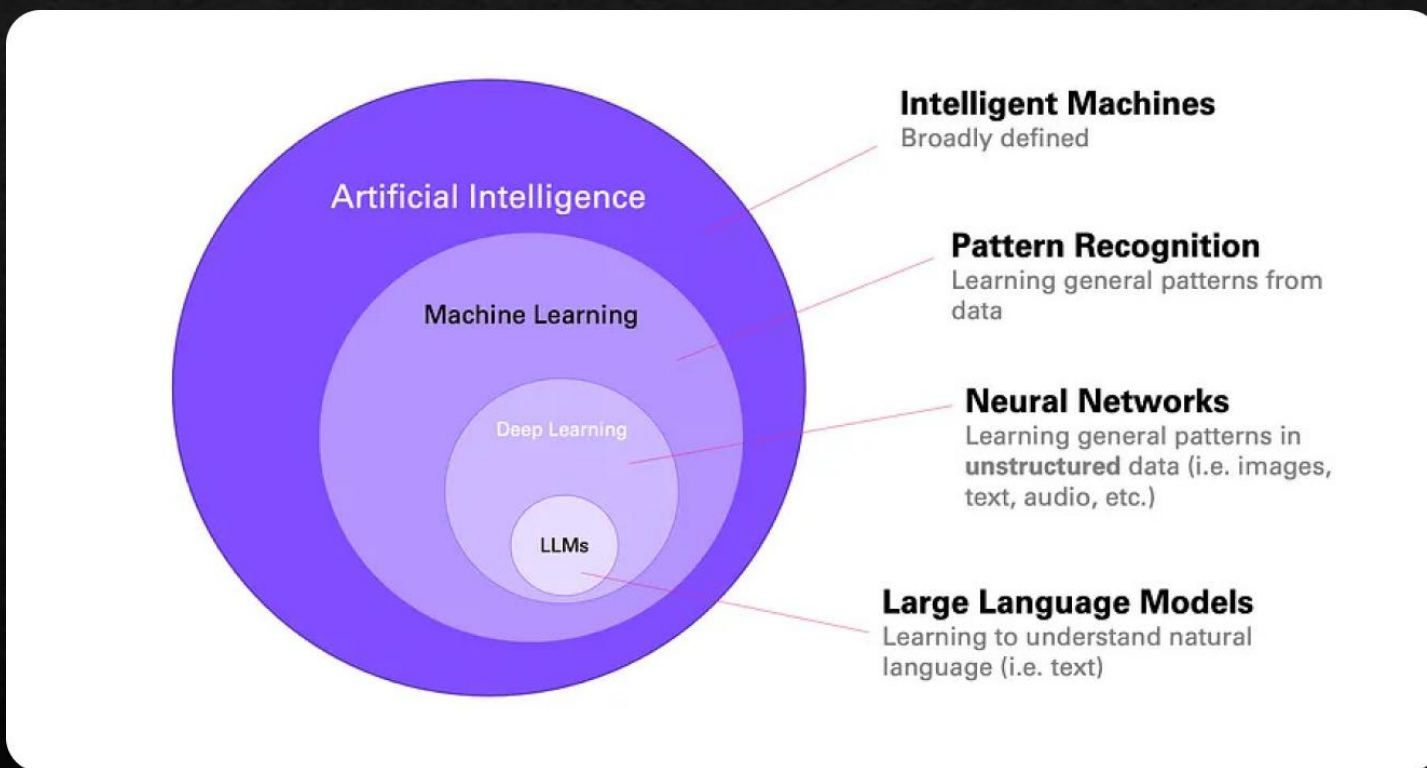 Artificial Intelligence
Machine Learning
Deep Learning
LLMs
Intelligent Machines
Broadly defined
Pattern Recognition
Learning general patterns from
data
Neural Networks
Learning general patterns in
unstructured data (i.e. images,
text, audio, etc.)
Large Language Models
Learning to understand natural
language (i.e. text)